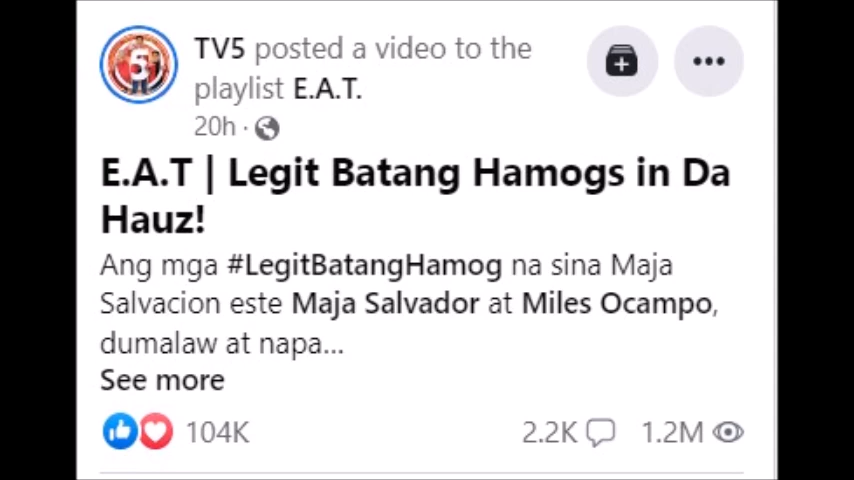 TV5 posted a video to the
playlist E.A.T.
20h ·
E.A.T | Legit Batang Hamogs in Da
Hauz!
Ang mga #LegitBatangHamog na sina Maja
Salvacion este Maja Salvador at Miles Ocampo,
dumalaw at napa...
See more
104K 2.2K 1.2M